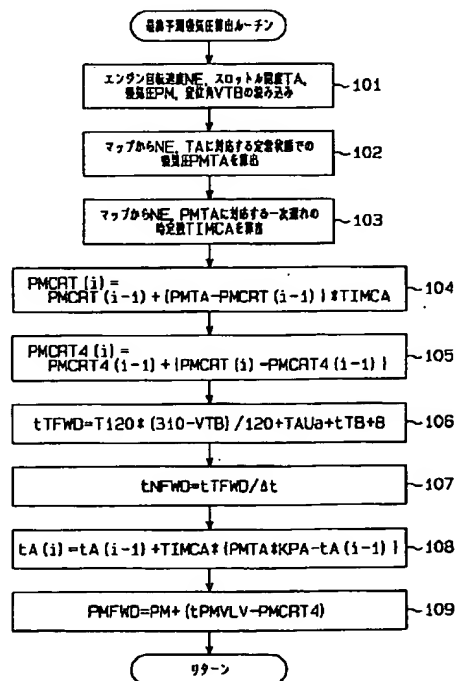 最終予測吸気圧算出ルーチン
エンジン回転速度NE, スロットル開度TA,
吸気圧PM, 変位角VTBの読み込み
101
マップからNE, TAに対応する定常状態での
吸気圧PMTAを算出
102
マップからNE, PMTAに対応する一次遅れの
時定数TIMCAを算出
103
PMCRT(i)=
PMCRT(i-1)+{PMTA-PMCRT(i-1)}*TIMCA
104
PMCRT4(i)=
PMCRT4(i-1)+{PMCRT(i)-PMCRT4(i-1)}
105
tTFWD=T120*(310-VTB)/120+TAUa+tTB+B
106
tNFWD=tTFWD/Δt
107
tA(i)=tA(i-1)+TIMCA*{PMTA*KPA-tA(i-1)}
108
PMFWD=PM+(tPMVLV-PMCRT4)
109
リターン